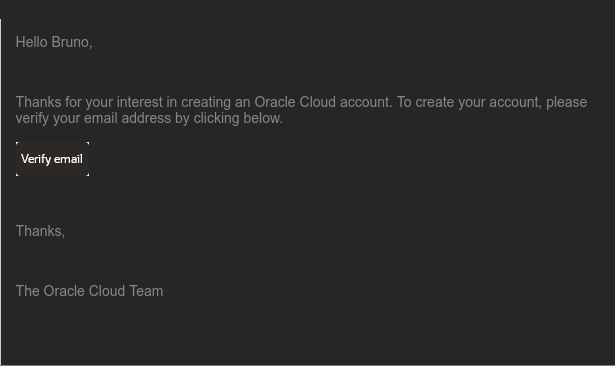 Hello Bruno,
Thanks for your interest in creating an Oracle Cloud account. To create your account, please
verify your email address by clicking below.
Verify email
Thanks,
The Oracle Cloud Team